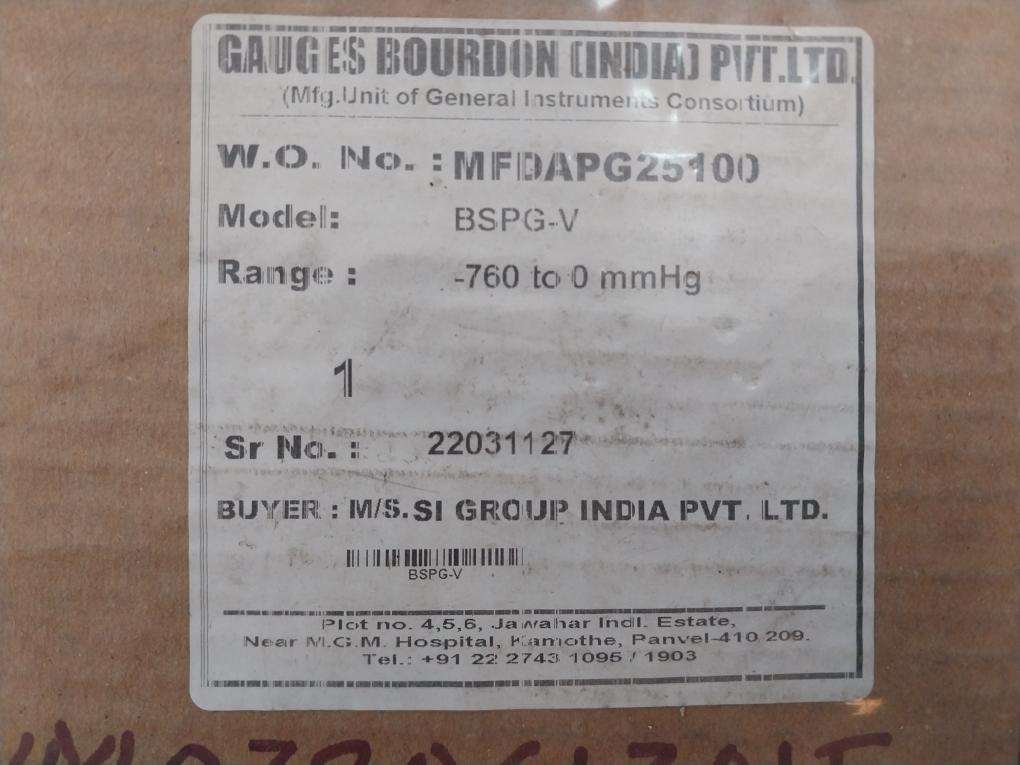 GAUGES BOURDON (INDIA) PVT.LTD.
(Mfg.Unit of General Instruments Consortium)
W.O. No. : MFDAPG25100
Model: BSPG-V
Range : -760 to 0 mmHg
1
Sr No. : 22031127
BUYER : M/S. SI GROUP INDIA PVT. LTD.
BSPG-V
Plot no. 4,5,6, Jawahar Indl. Estate,
Near M.G.M. Hospital, Kamothe, Panvel-410 209.
Tel.: +91 22 2743 1095 / 1903